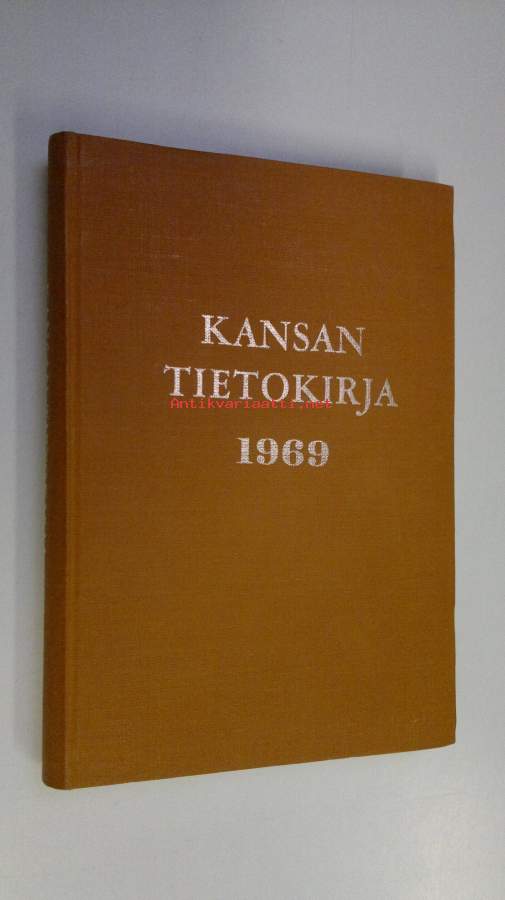 KANSAN
TIETOKIRJA
Antikvariaatti.net
1969